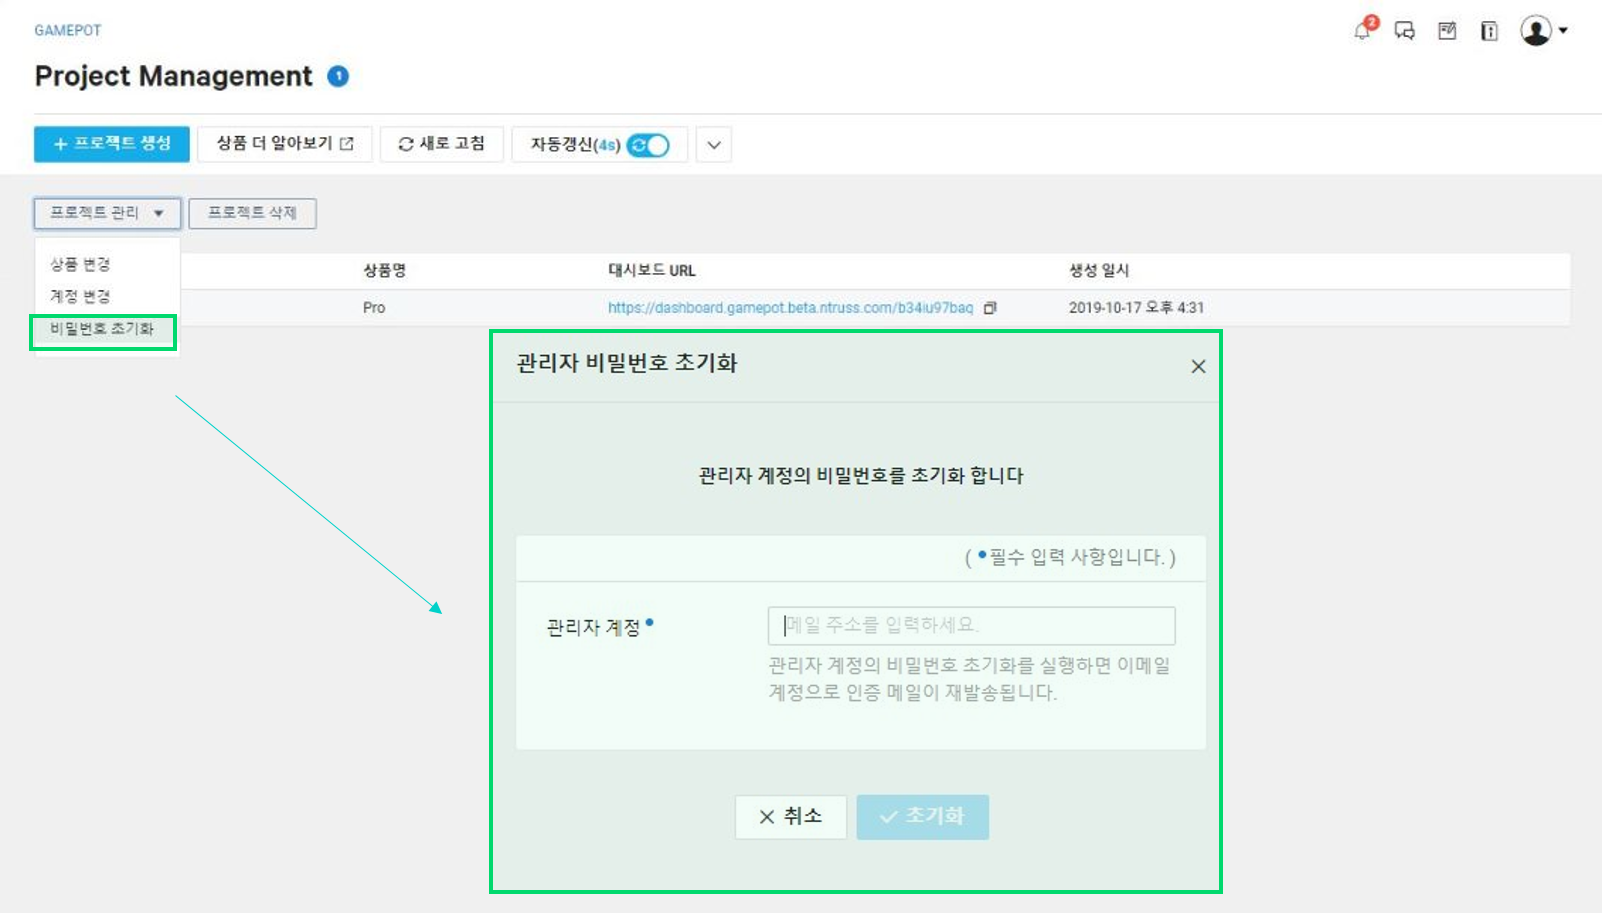 GAMEPOT
2
Project Management 1
+ 프로젝트 생성
상품 더 알아보기
새로 고침
자동갱신(4s)
프로젝트 관리
프로젝트 삭제
상품 변경
계정 변경
비밀번호 초기화
상품명
대시보드 URL
생성 일시
Pro
https://dashboard.gamepot.beta.ntruss.com/b34iu97baq
2019-10-17 오후 4:31
관리자 비밀번호 초기화
관리자 계정의 비밀번호를 초기화 합니다
( •필수 입력 사항입니다. )
관리자 계정 •
메일 주소를 입력하세요.
관리자 계정의 비밀번호 초기화를 실행하면 이메일
계정으로 인증 메일이 재발송됩니다.
취소
초기화